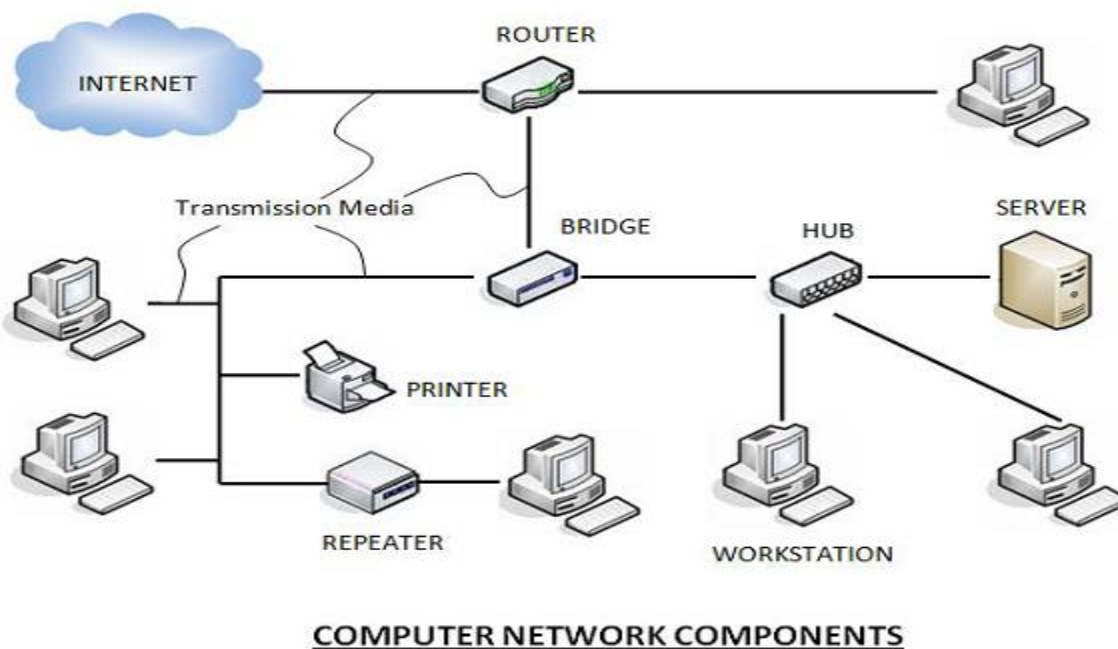 ROUTER
INTERNET
Transmission Media
BRIDGE
HUB
SERVER
PRINTER
REPEATER
WORKSTATION
COMPUTER NETWORK COMPONENTS